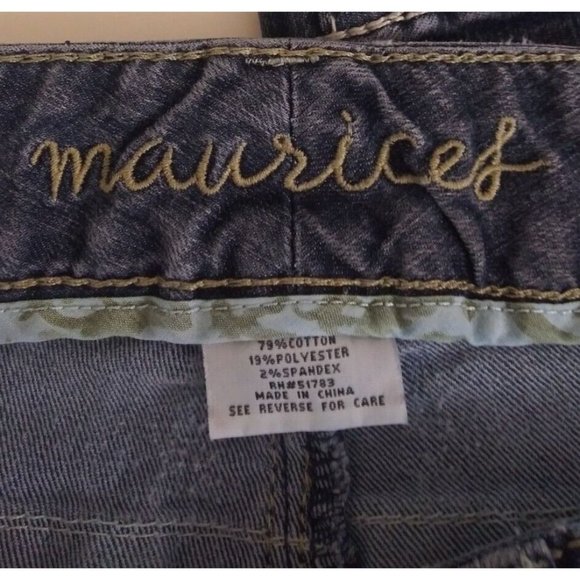 maurices
79%COTTON
19%POLYESTER
2%SPANDEX
RN#51783
MADE IN CHINA
SEE REVERSE FOR CARE